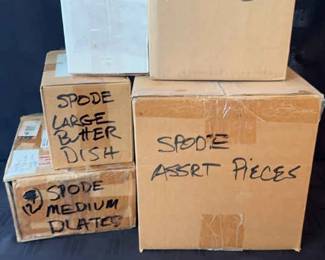 SPODE
LARGE
BUTTER
DISH
SPODE
MEDIUM
PLATES
SPODE
ASSRT PIECES